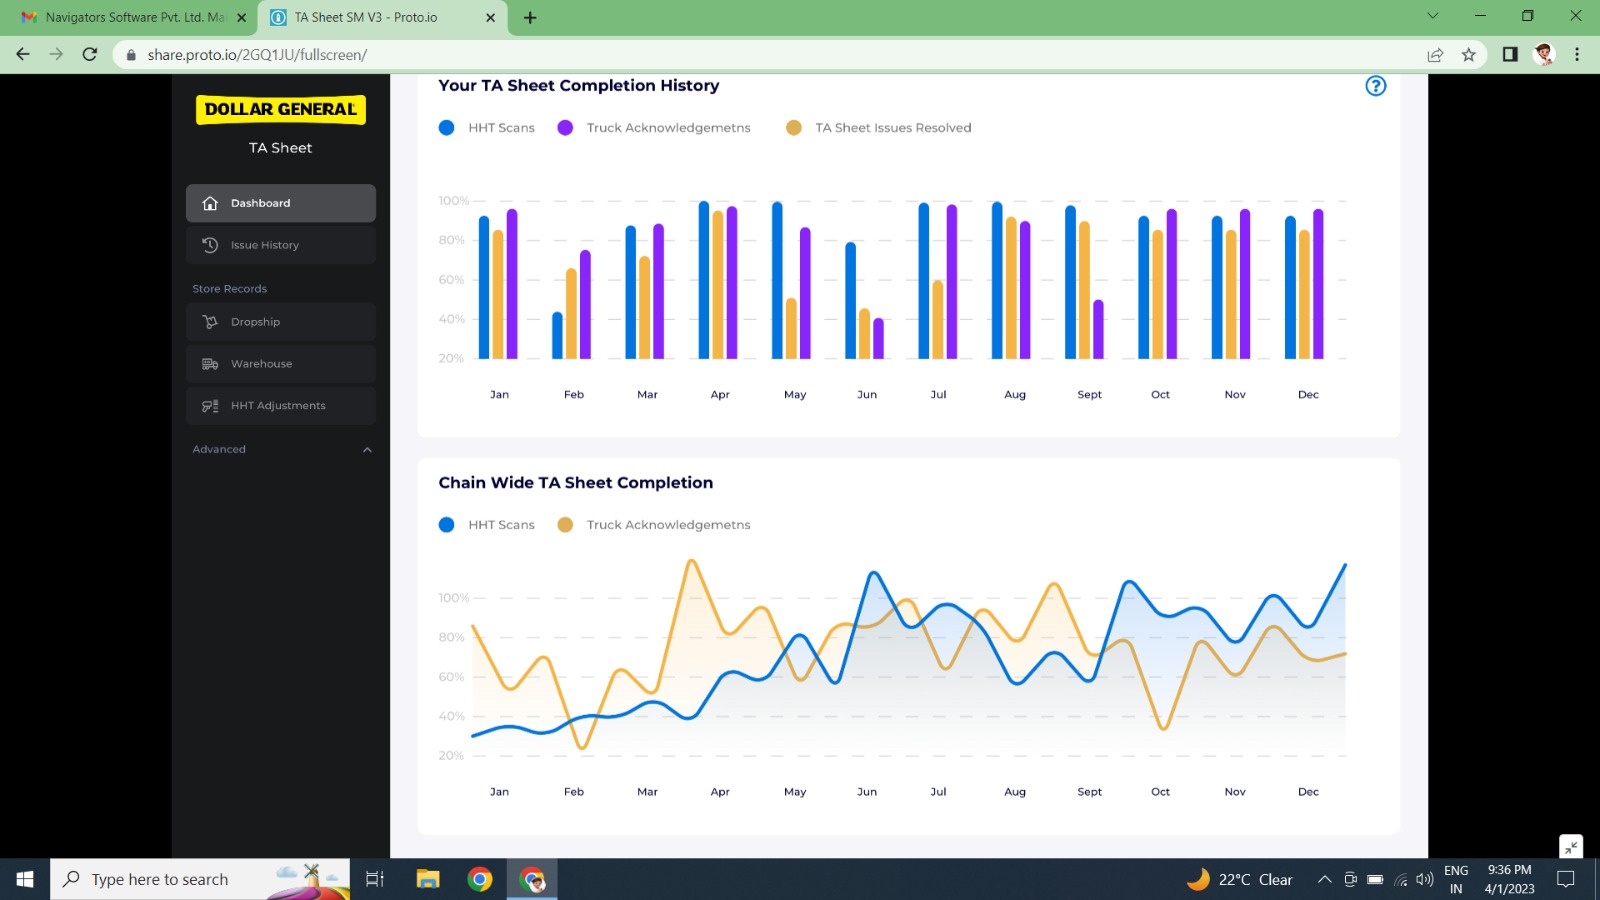 Navigators Software Pvt. Ltd. Ma
TA Sheet SM V3 - Proto.io
share.proto.io/2GQ1JU/fullscreen/
DOLLAR GENERAL
TA Sheet
Dashboard
Issue History
Store Records
Dropship
Warehouse
HHT Adjustments
Advanced
Your TA Sheet Completion History
?
HHT Scans Truck Acknowledgemetns TA Sheet Issues Resolved
100%
80%
60%
40%
20%
Jan Feb Mar Apr May Jun Jul Aug Sept Oct Nov Dec
Chain Wide TA Sheet Completion
HHT Scans Truck Acknowledgemetns
100%
80%
60%
40%
20%
Jan Feb Mar Apr May Jun Jul Aug Sept Oct Nov Dec
Type here to search
22°C Clear
ENG
IN
9:36 PM
4/1/2023